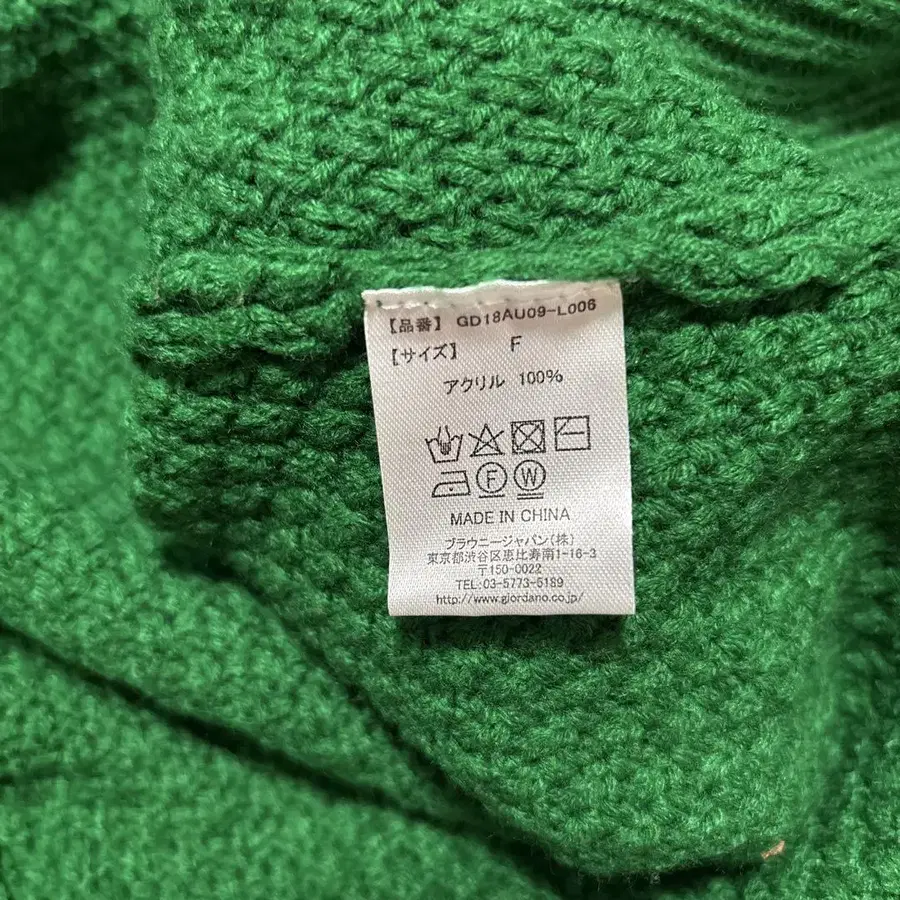 【品番】 GD18AU09-L006
【サイズ】 F
アクリル 100%
F W
MADE IN CHINA
ブラウニージャパン(株)
東京都渋谷区恵比寿南1-16-3
〒150-0022
TEL:03-5773-5189
http://www.giordano.co.jp/